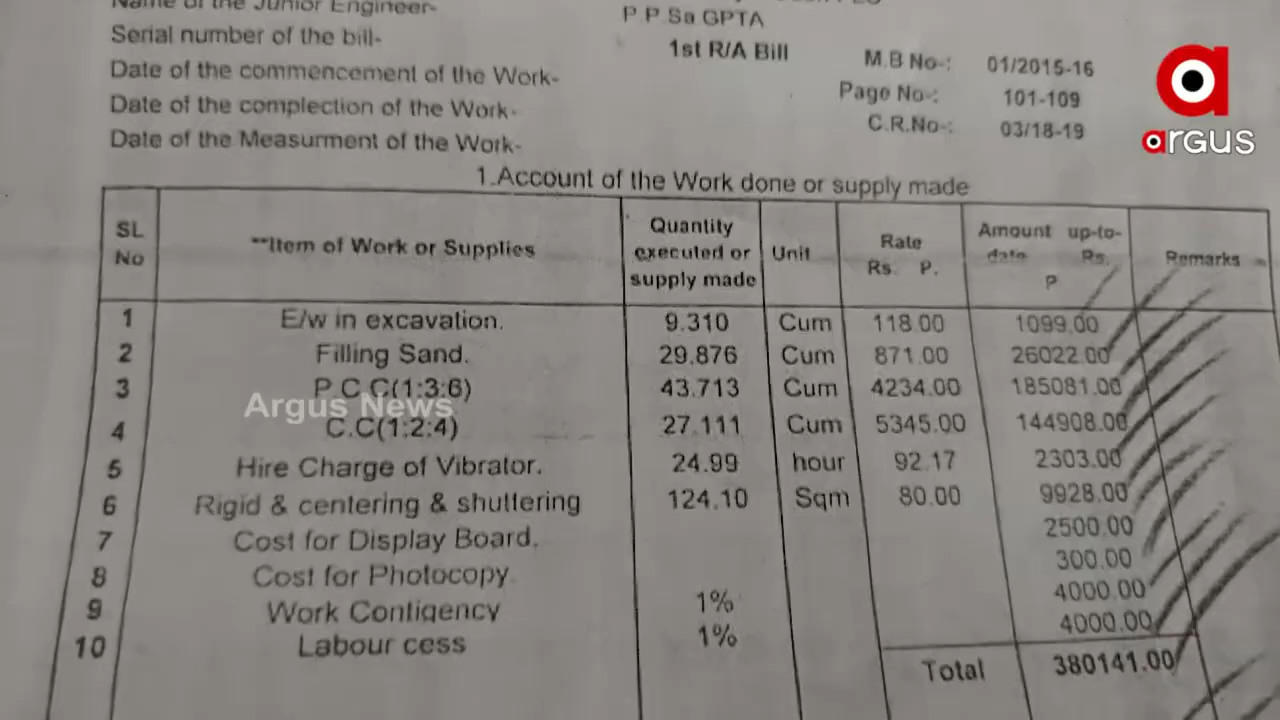 Name of the Junior Engineer-
P.P.Sa GPTA
Serial number of the bill-
1st R/A Bill
M.B No-: 01/2015-16
Date of the commencement of the Work-
Page No-: 101-109
Date of the complection of the Work-
C.R.No-: 03/18-19
Date of the Measurment of the Work-
argus
1.Account of the Work done or supply made
SL No **Item of Work or Supplies Quantity executed or supply made Unit Rate Rs. P. Amount up-to-date Rs. P Remarks
1 E/w in excavation. 9.310 Cum 118.00 1099.00
2 Filling Sand. 29.876 Cum 871.00 26022.00
3 P.C.C(1:3:6) 43.713 Cum 4234.00 185081.00
Argus News
4 C.C(1:2:4) 27.111 Cum 5345.00 144908.00
5 Hire Charge of Vibrator. 24.99 hour 92.17 2303.00
6 Rigid & centering & shuttering 124.10 Sqm 80.00 9928.00
7 Cost for Display Board. 2500.00
8 Cost for Photocopy 300.00
9 Work Contigency 1% 4000.00
10 Labour cess 1% 4000.00
Total 380141.00